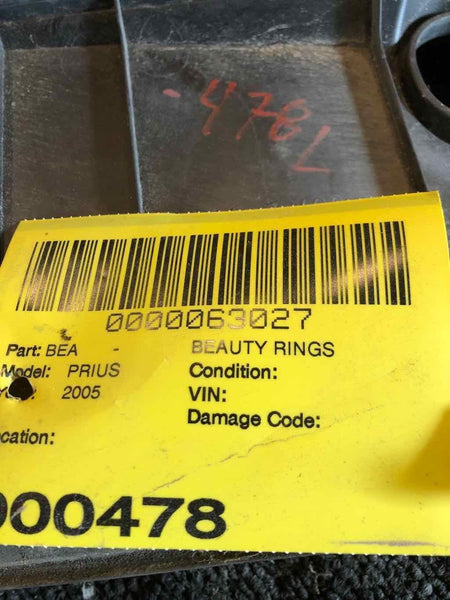 -478L
0000063027
Part: BEA - BEAUTY RINGS
Model: PRIUS Condition:
2005 VIN:
Damage Code:
ocation:
000478